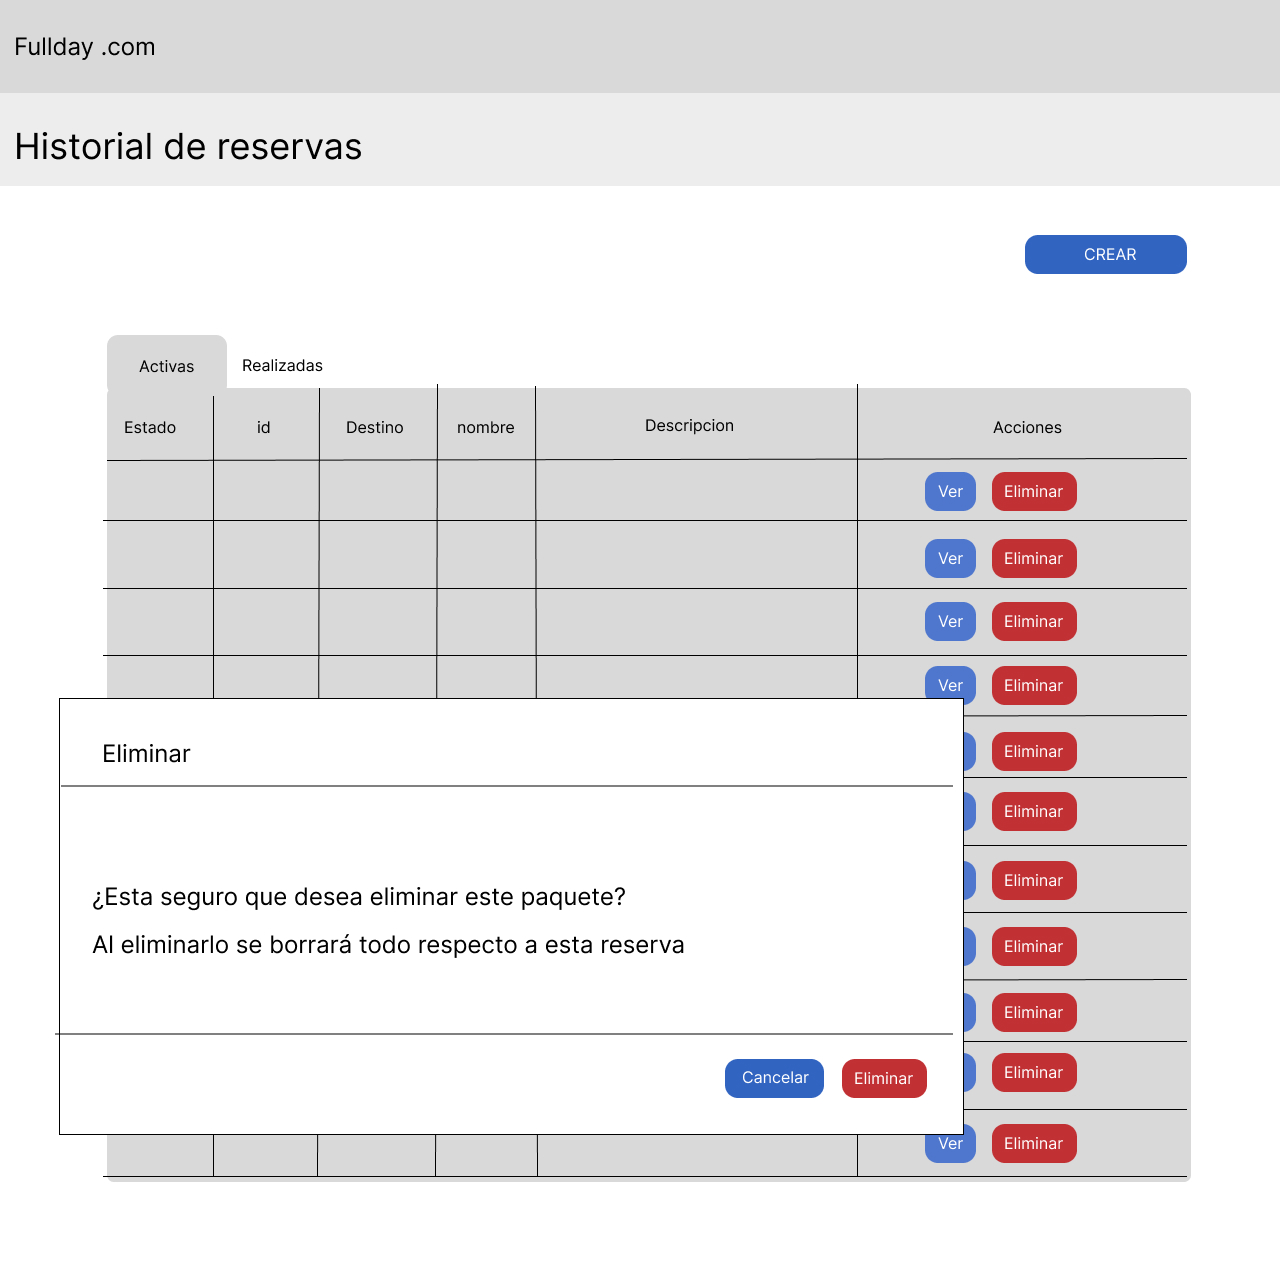 Fullday .com
Historial de reservas
CREAR
Activas Realizadas
Estado id Destino nombre Descripcion Acciones
Ver Eliminar
Ver Eliminar
Ver Eliminar
Ver Eliminar
Eliminar
Eliminar
Eliminar
Eliminar
Eliminar
Eliminar
Ver Eliminar
Eliminar
¿Esta seguro que desea eliminar este paquete?
Al eliminarlo se borrará todo respecto a esta reserva
Cancelar Eliminar